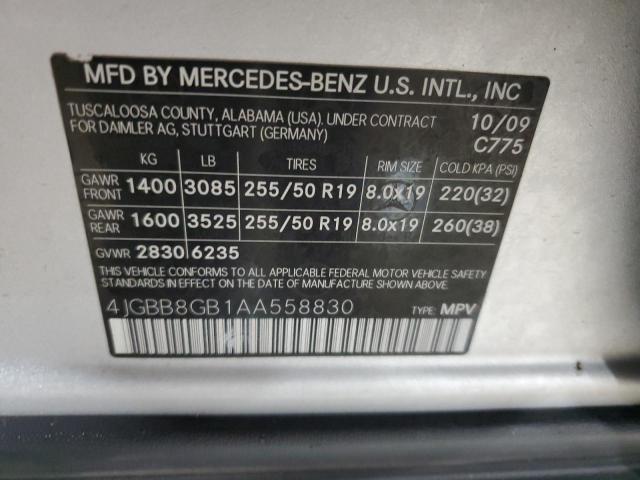 MFD BY MERCEDES-BENZ U.S. INTL., INC
TUSCALOOSA COUNTY, ALABAMA (USA), UNDER CONTRACT 10/09
FOR DAIMLER AG, STUTTGART (GERMANY) C775
KG LB TIRES RIM SIZE COLD KPA (PSI)
GAWR FRONT 1400 3085 255/50 R19 8.0x19 220(32)
GAWR REAR 1600 3525 255/50 R19 8.0x19 260(38)
GVWR 2830 6235
THIS VEHICLE CONFORMS TO ALL APPLICABLE FEDERAL MOTOR VEHICLE SAFETY
STANDARDS IN EFFECT ON THE DATE OF MANUFACTURE SHOWN ABOVE.
4JGBB8GB1AA558830 TYPE: MPV